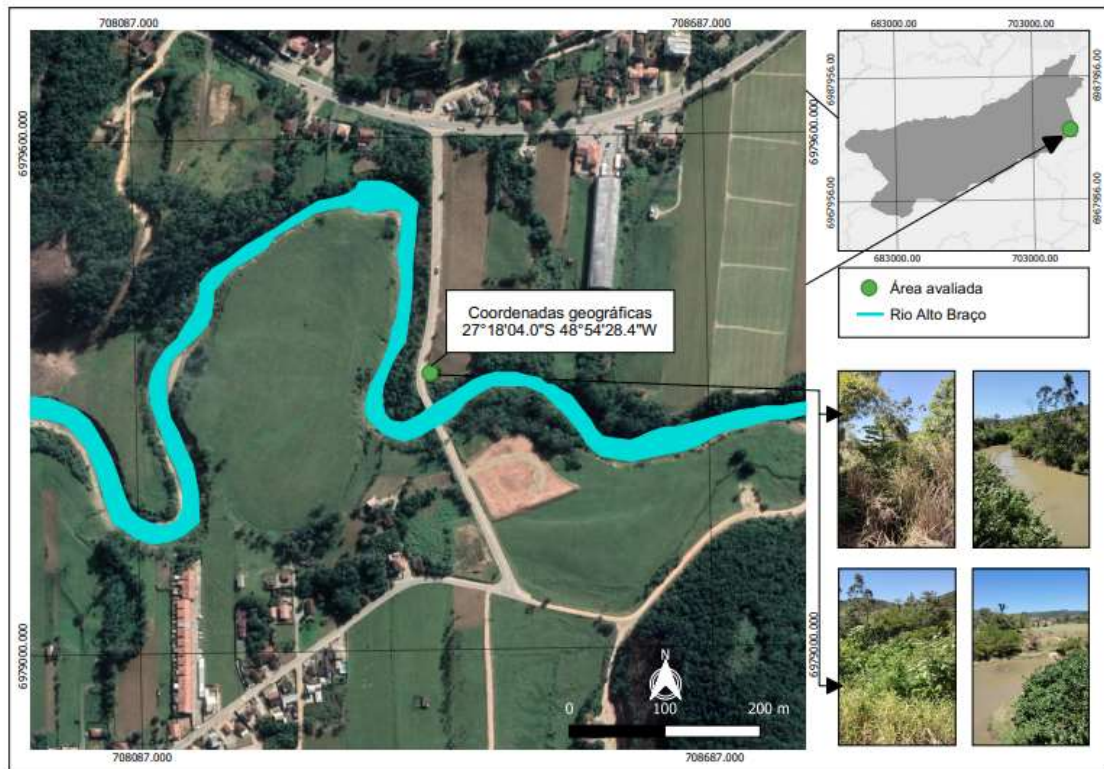 708087.000
708687.000
6979600.000
6979000.000
Coordenadas geográficas
27°18'04.0"S 48°54'28.4"W
N
0 100 200 m
708087.000
708687.000
683000.00
703000.00
6987956.00
6967956.00
6987956.00
6967956.00
683000.00
703000.00
Área avaliada
Rio Alto Braço
6979600.000
6979000.000